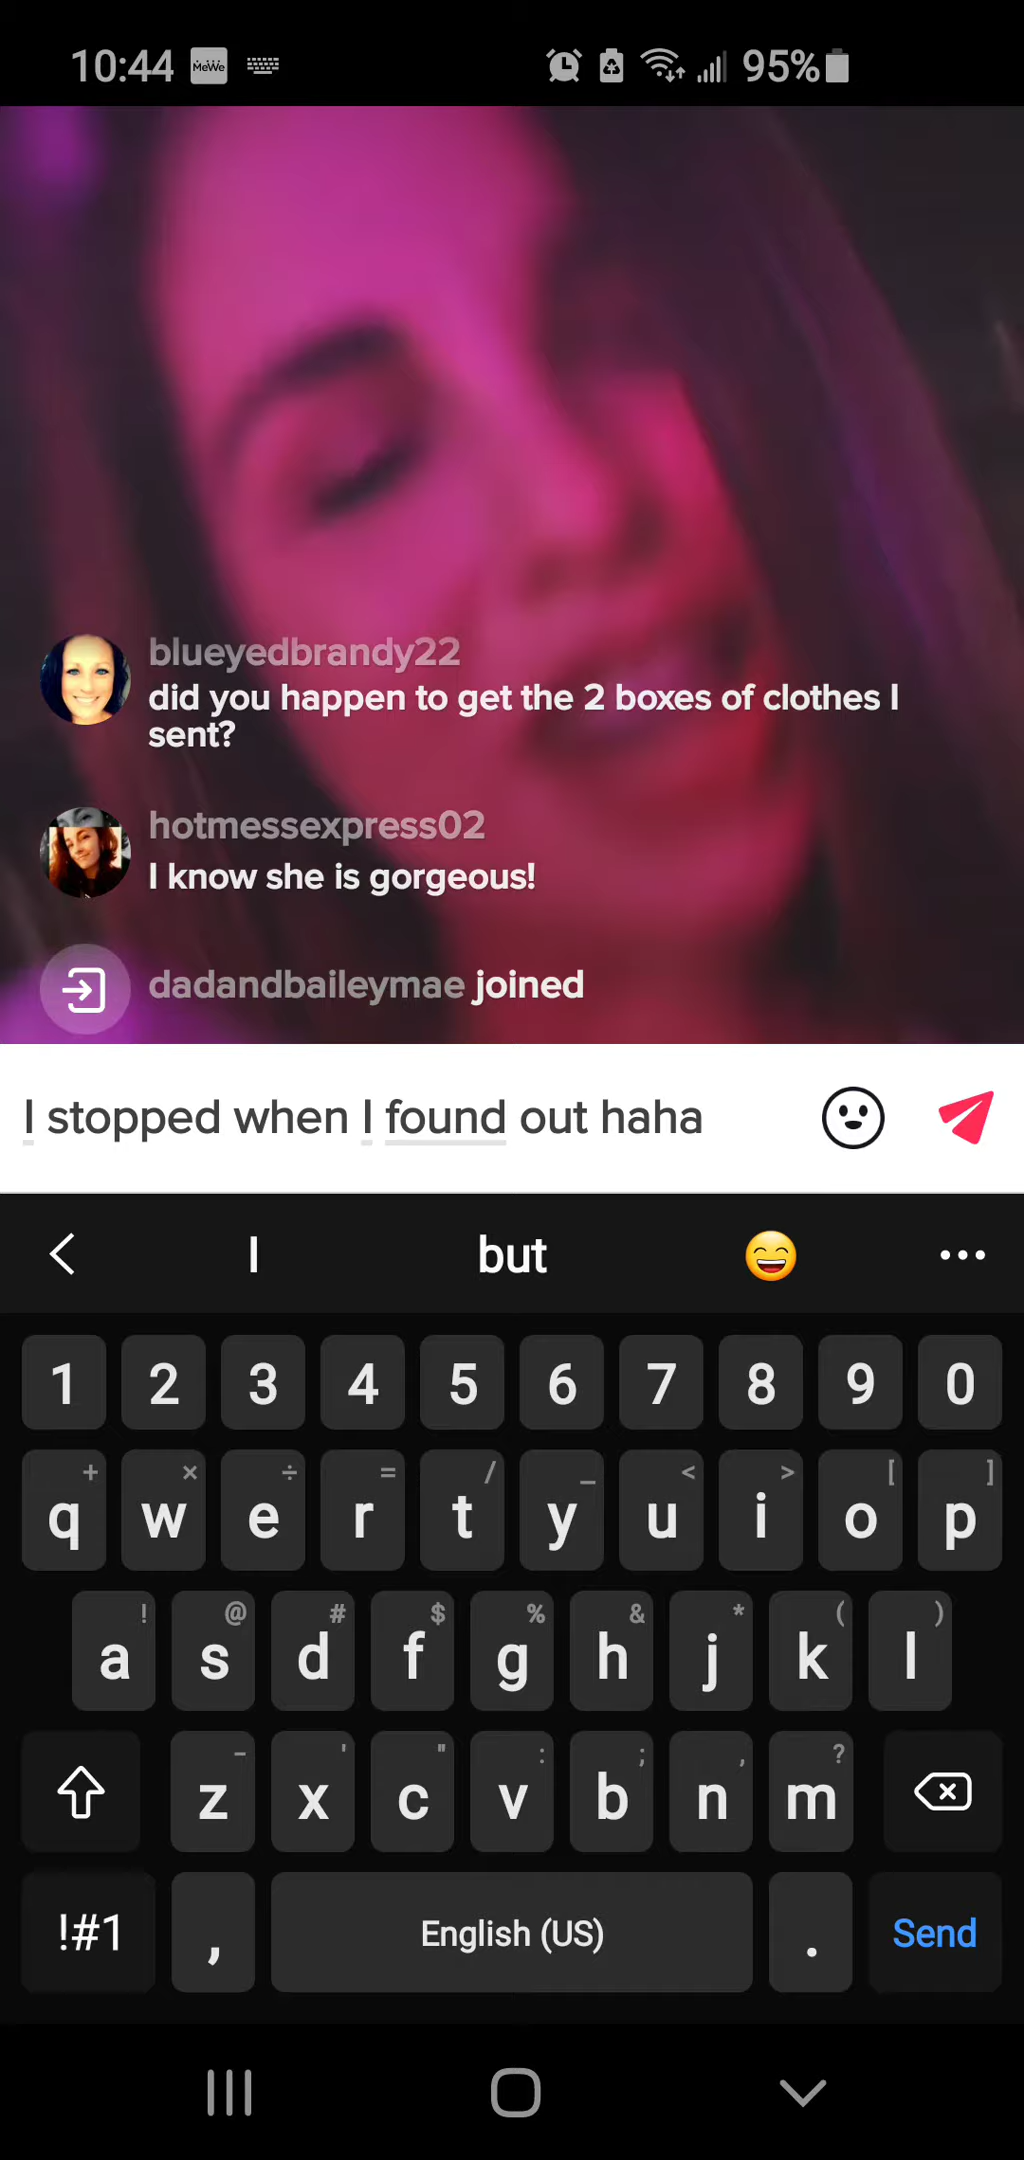 10:44 MeWe 95%
blueyedbrandy22
did you happen to get the 2 boxes of clothes I
sent?
hotmessexpress02
I know she is gorgeous!
dadandbaileymae joined
I stopped when I found out haha
I but 😄 ...
1 2 3 4 5 6 7 8 9 0
+ × ÷ = / _ < > [ ]
q w e r t y u i o p
! @ # $ % & * ( )
a s d f g h j k l
- ' " : ; , ?
z x c v b n m
!#1 , English (US) . Send